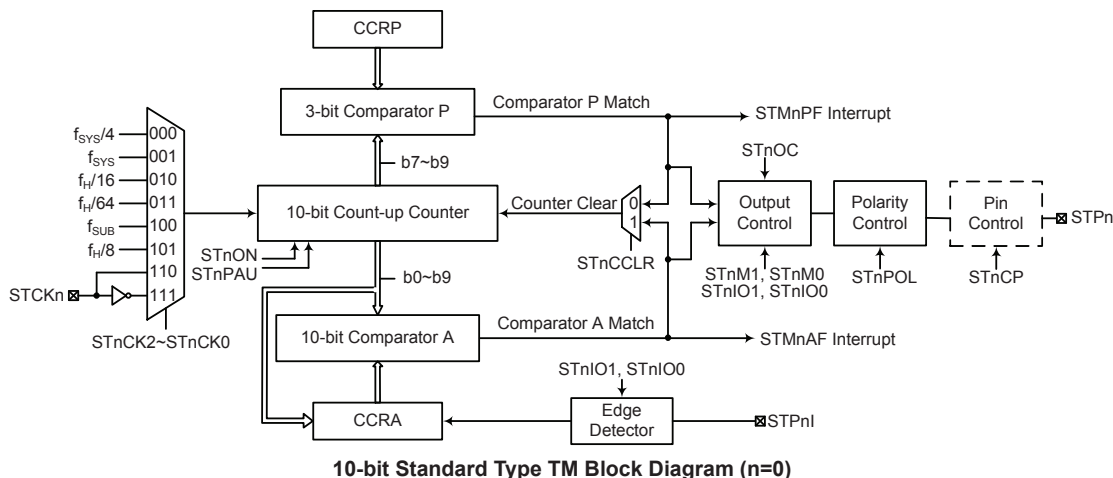 CCRP
3-bit Comparator P
Comparator P Match
STMnPF Interrupt
b7~b9
fSYS/4
000
fSYS
001
fH/16
010
fH/64
011
fSUB
100
fH/8
101
110
111
STCKn
STnCK2~STnCK0
10-bit Count-up Counter
STnON
STnPAU
Counter Clear
0
1
STnCCLR
STnOC
Output
Control
STnM1, STnM0
STnIO1, STnIO0
Polarity
Control
STnPOL
Pin
Control
STnCP
STPn
b0~b9
10-bit Comparator A
Comparator A Match
STMnAF Interrupt
STnIO1, STnIO0
CCRA
Edge
Detector
STPnI
10-bit Standard Type TM Block Diagram (n=0)